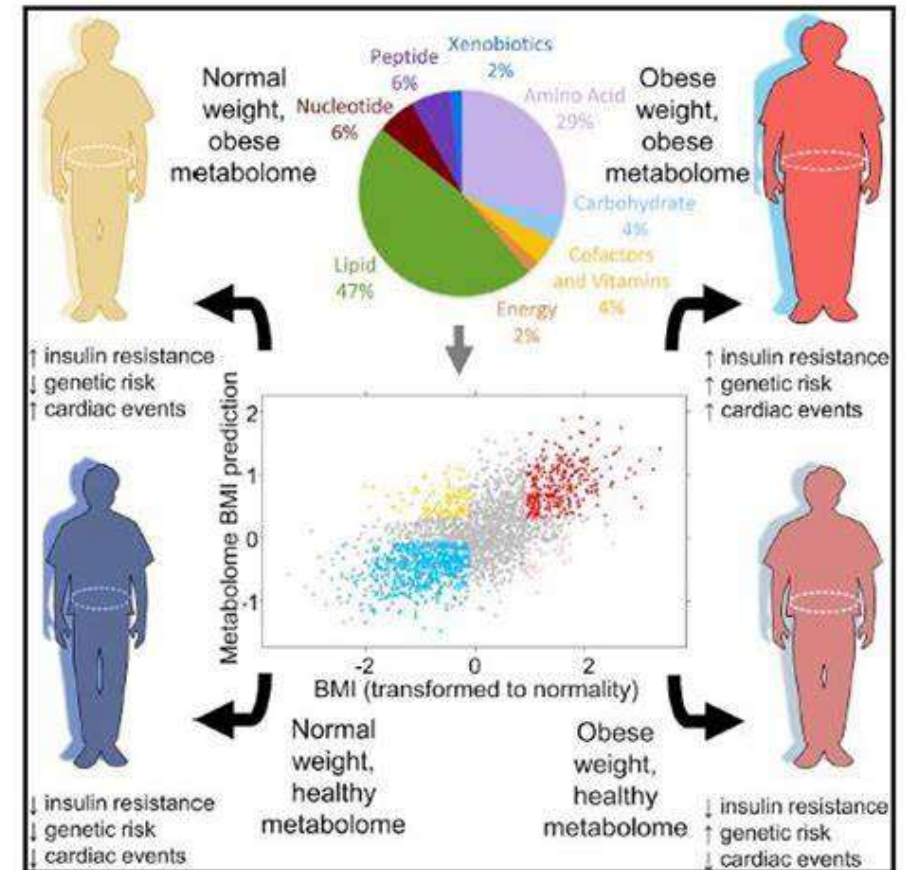 Normal
weight,
obese
metabolome
Peptide
6%
Xenobiotics
2%
Nucleotide
6%
Amino Acid
29%
Carbohydrate
4%
Cofactors
and Vitamins
4%
Energy
2%
Lipid
47%
Obese
weight,
obese
metabolome
↑ insulin resistance
↓ genetic risk
↑ cardiac events
↑ insulin resistance
↑ genetic risk
↑ cardiac events
Metabolome BMI prediction
2
1
0
-1
-2
0
2
BMI (transformed to normality)
Normal
weight,
healthy
metabolome
Obese
weight,
healthy
metabolome
↓ insulin resistance
↓ genetic risk
↓ cardiac events
↓ insulin resistance
↑ genetic risk
↓ cardiac events